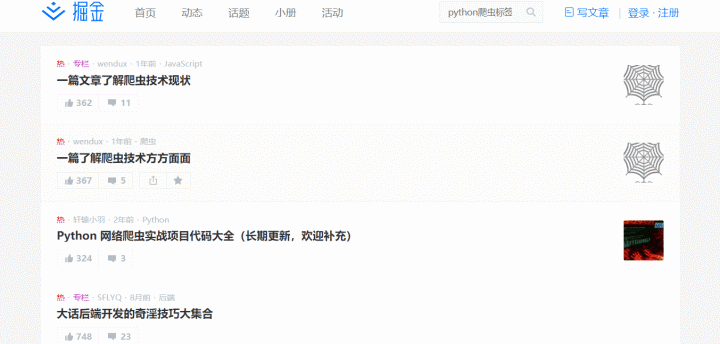 掘金 首页 动态 话题 小册 活动 python爬虫标签 写文章 登录 · 注册
热 · 专栏 · wendux · 1年前 · JavaScript
一篇文章了解爬虫技术现状
362 11
热 · wendux · 1年前 · 爬虫
一篇了解爬虫技术方方面面
367 5
热 · 轩辕小羽 · 2年前 · Python
Python 网络爬虫实战项目代码大全（长期更新，欢迎补充）
324 3
热 · 专栏 · SFLYQ · 8月前 · 后端
大话后端开发的奇淫技巧大集合
748 23